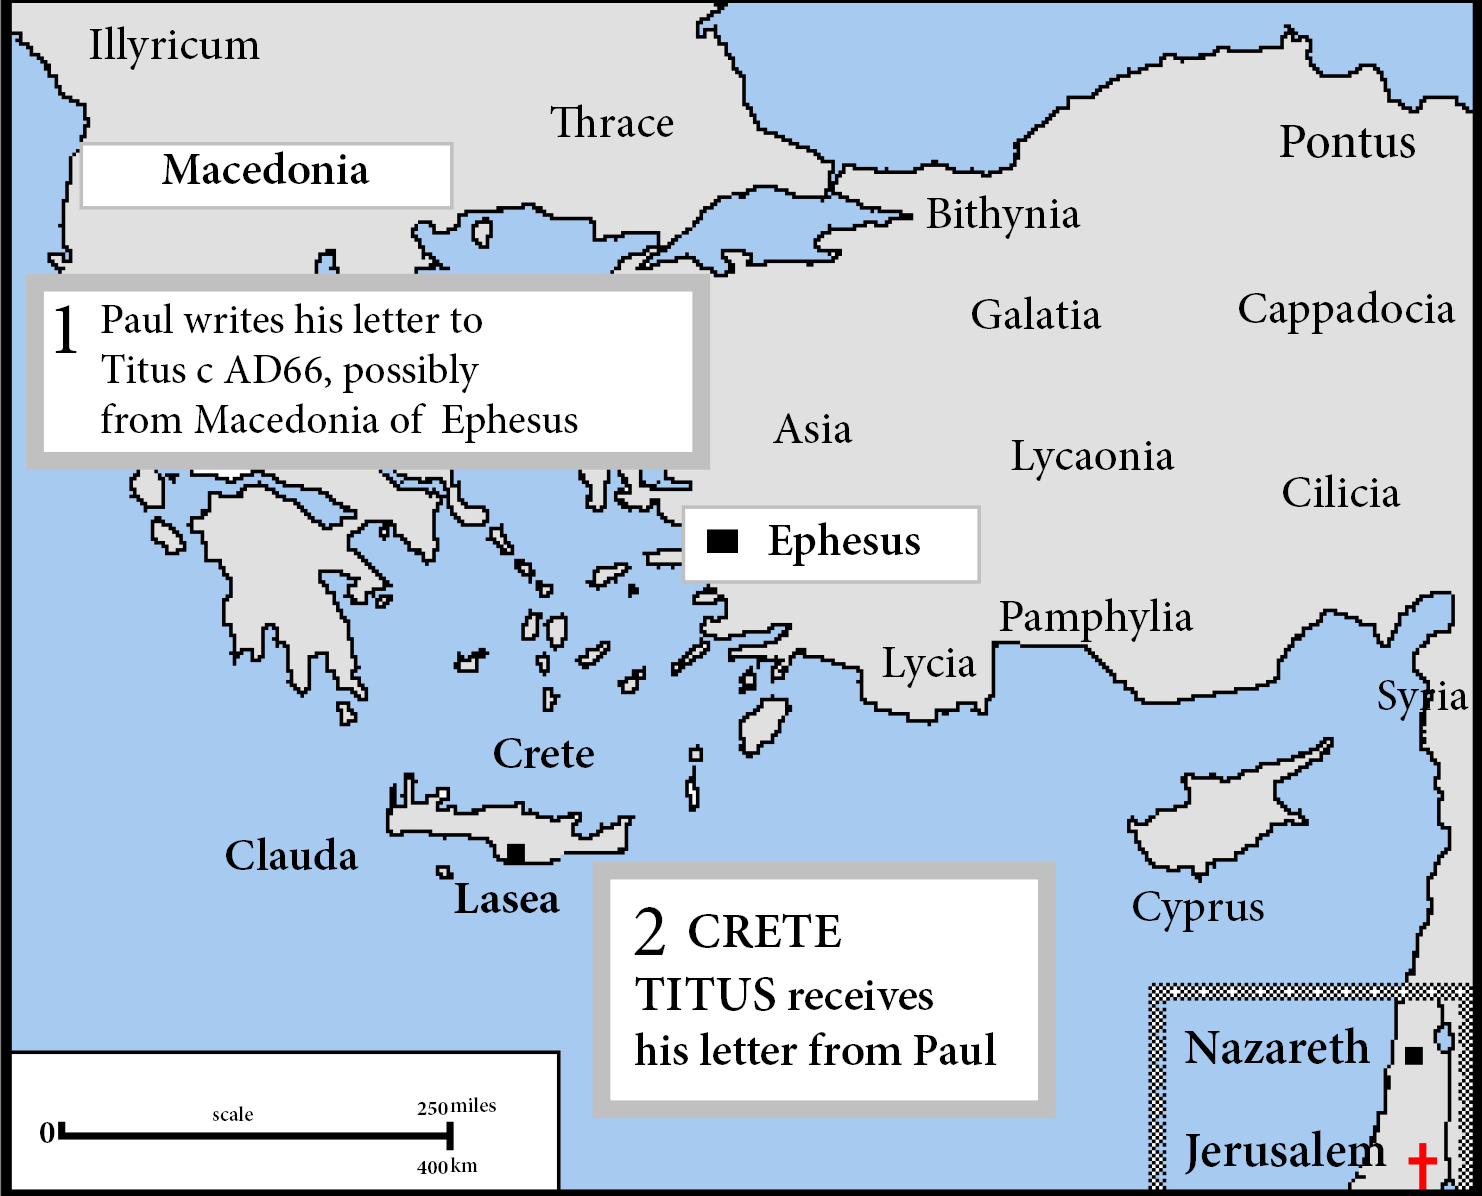 Illyricum
Thrace
Pontus
Macedonia
Bithynia
Galatia
Cappadocia
1 Paul writes his letter to
Titus c AD66, possibly
from Macedonia of Ephesus
Asia
Lycaonia
Cilicia
Ephesus
Pamphylia
Lycia
Syria
Crete
Clauda
Lasea
Cyprus
2 CRETE
TITUS receives
his letter from Paul
Nazareth
Jerusalem
scale
250 miles
0
400 km